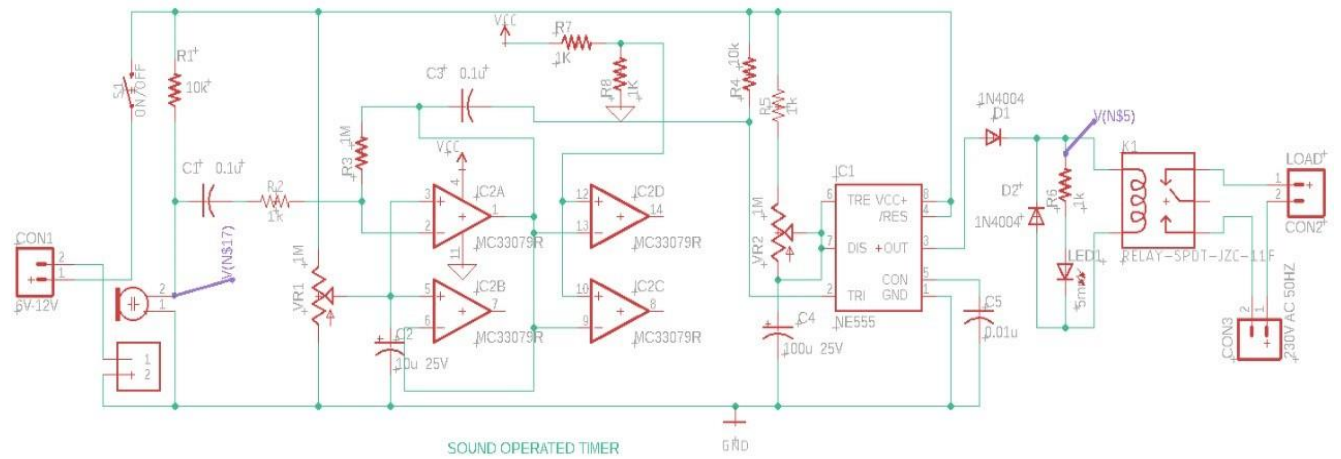 S1
ON/OFF
R1
10k
C1
0.1u
R2
1k
CON1
2
1
6V-12V
2
1
V(N$17)
1
2
1M
VR1
R3
1M
C3
0.1u
VCC
4
3
2
1
11
IC2A
MC33079R
5
6
7
IC2B
MC33079R
C2
10u 25V
VCC
R7
1K
R8
1K
12
13
14
IC2D
MC33079R
10
9
8
IC2C
MC33079R
R4
10k
R5
1k
1M
VR2
C4
100u 25V
IC1
6
TRE
VCC+
8
/RES
4
7
DIS
+OUT
3
CON
5
2
TRI
GND
1
NE555
C5
0.01u
1N4004
D1
D2
1N4004
V(N$5)
R6
1k
LED1
5mm
K1
RELAY-SPDT-JZC-11F
LOAD
1
2
CON2
CON3
2
1
230V AC 50HZ
GND
SOUND OPERATED TIMER